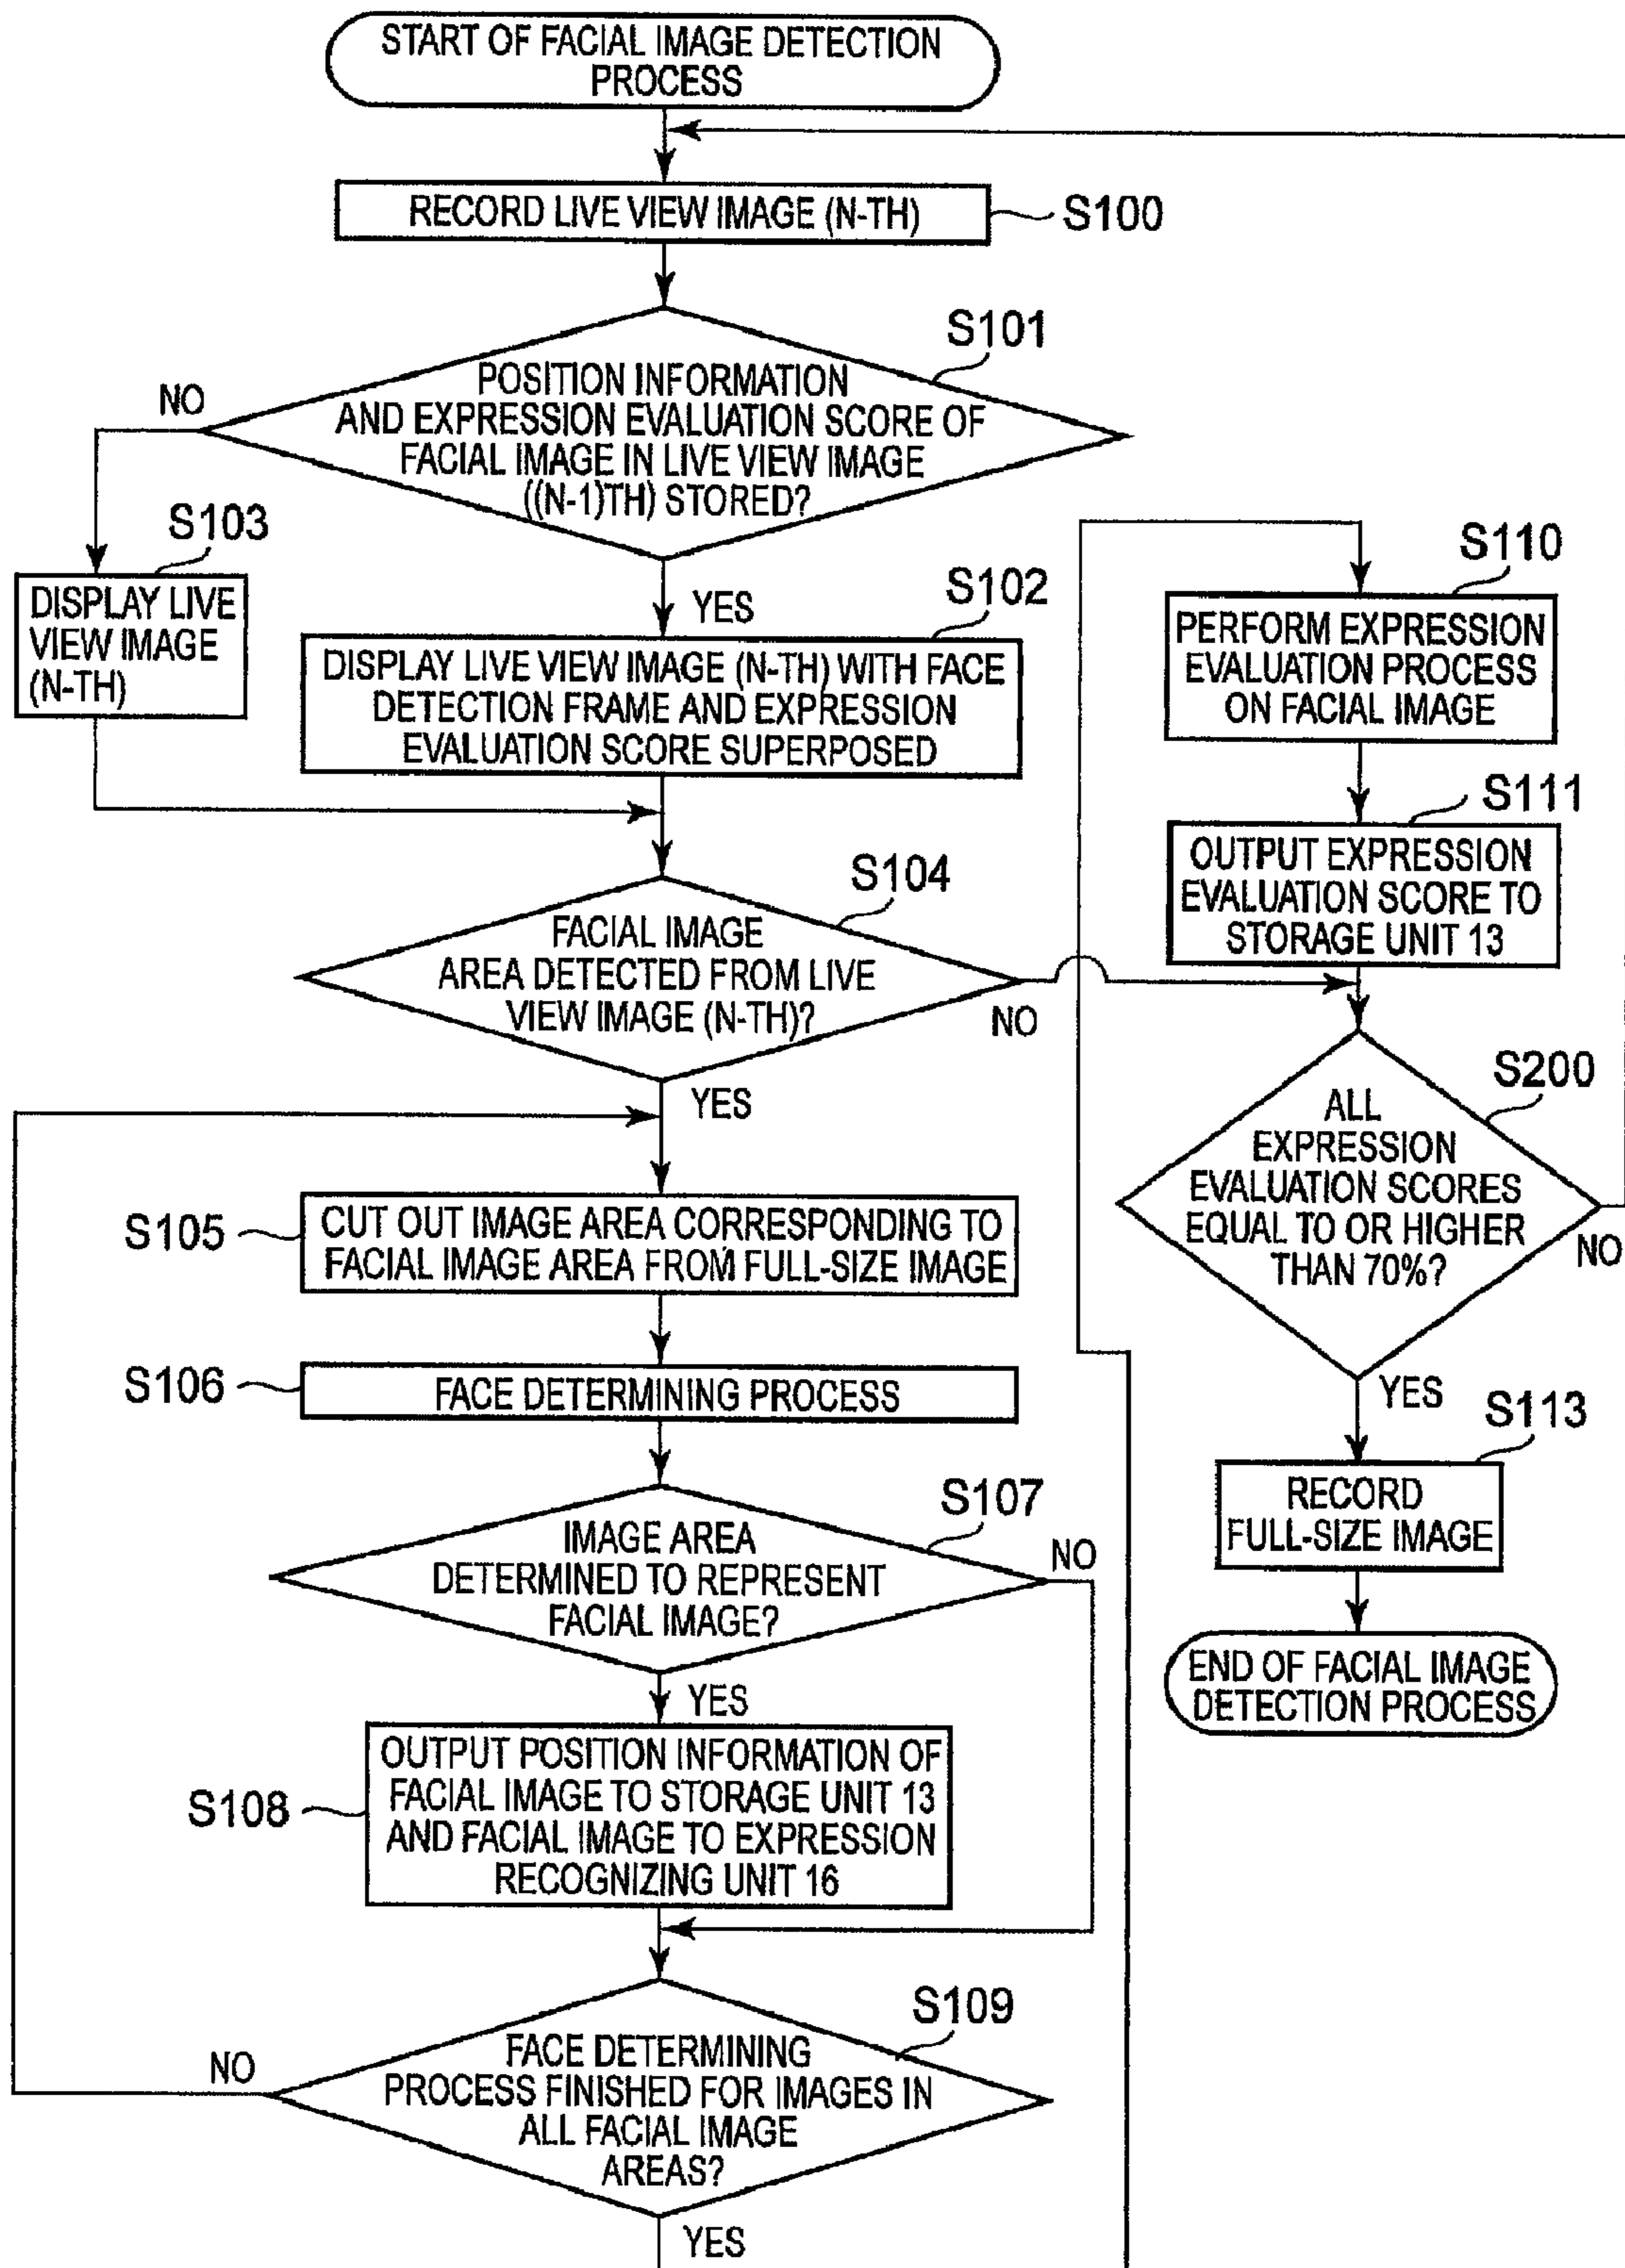 START OF FACIAL IMAGE DETECTION
PROCESS
RECORD LIVE VIEW IMAGE (N-TH)
S100
S101
POSITION INFORMATION
AND EXPRESSION EVALUATION SCORE OF
FACIAL IMAGE IN LIVE VIEW IMAGE
((N-1)TH) STORED?
NO
YES
S103
DISPLAY LIVE
VIEW IMAGE
(N-TH)
S102
DISPLAY LIVE VIEW IMAGE (N-TH) WITH FACE
DETECTION FRAME AND EXPRESSION
EVALUATION SCORE SUPERPOSED
S104
FACIAL IMAGE
AREA DETECTED FROM LIVE
VIEW IMAGE (N-TH)?
NO
YES
S105
CUT OUT IMAGE AREA CORRESPONDING TO
FACIAL IMAGE AREA FROM FULL-SIZE IMAGE
S106
FACE DETERMINING PROCESS
S107
IMAGE AREA
DETERMINED TO REPRESENT
FACIAL IMAGE?
NO
YES
S108
OUTPUT POSITION INFORMATION OF
FACIAL IMAGE TO STORAGE UNIT 13
AND FACIAL IMAGE TO EXPRESSION
RECOGNIZING UNIT 16
S109
FACE DETERMINING
PROCESS FINISHED FOR IMAGES IN
ALL FACIAL IMAGE
AREAS?
NO
YES
S110
PERFORM EXPRESSION
EVALUATION PROCESS
ON FACIAL IMAGE
S111
OUTPUT EXPRESSION
EVALUATION SCORE TO
STORAGE UNIT 13
S200
ALL
EXPRESSION
EVALUATION SCORES
EQUAL TO OR HIGHER
THAN 70%?
NO
YES
S113
RECORD
FULL-SIZE IMAGE
END OF FACIAL IMAGE
DETECTION PROCESS